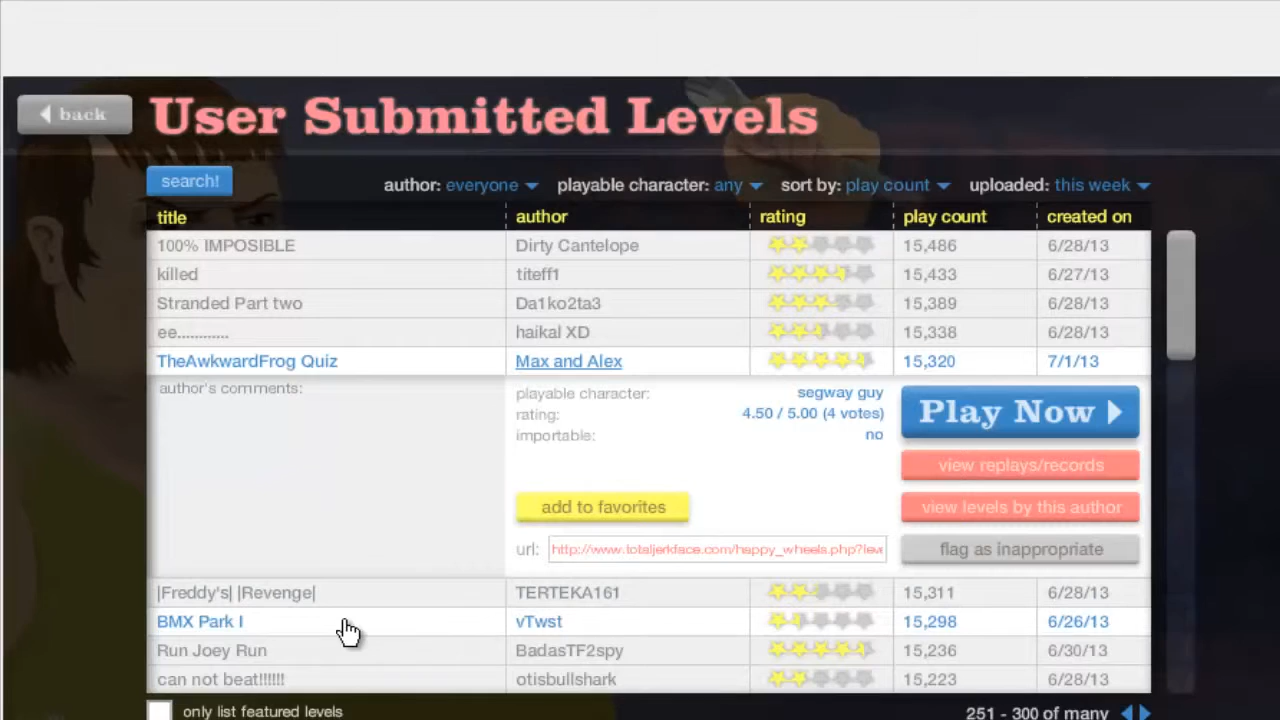 back
User Submitted Levels
search!
author: everyone playable character: any sort by: play count uploaded: this week
title author rating play count created on
100% IMPOSIBLE Dirty Cantelope 15,486 6/28/13
killed titeff1 15,433 6/27/13
Stranded Part two Da1ko2ta3 15,389 6/28/13
ee............ haikal XD 15,338 6/28/13
TheAwkwardFrog Quiz Max and Alex 15,320 7/1/13
author's comments:
playable character: segway guy
rating: 4.50 / 5.00 (4 votes)
importable: no
Play Now
view replays/records
add to favorites
view levels by this author
url: http://www.totaljerkface.com/happy_wheels.php?leve
flag as inappropriate
|Freddy's| |Revenge| TERTEKA161 15,311 6/28/13
BMX Park I vTwst 15,298 6/26/13
Run Joey Run BadasTF2spy 15,236 6/30/13
can not beat!!!!!! otisbullshark 15,223 6/28/13
only list featured levels
251 - 300 of many